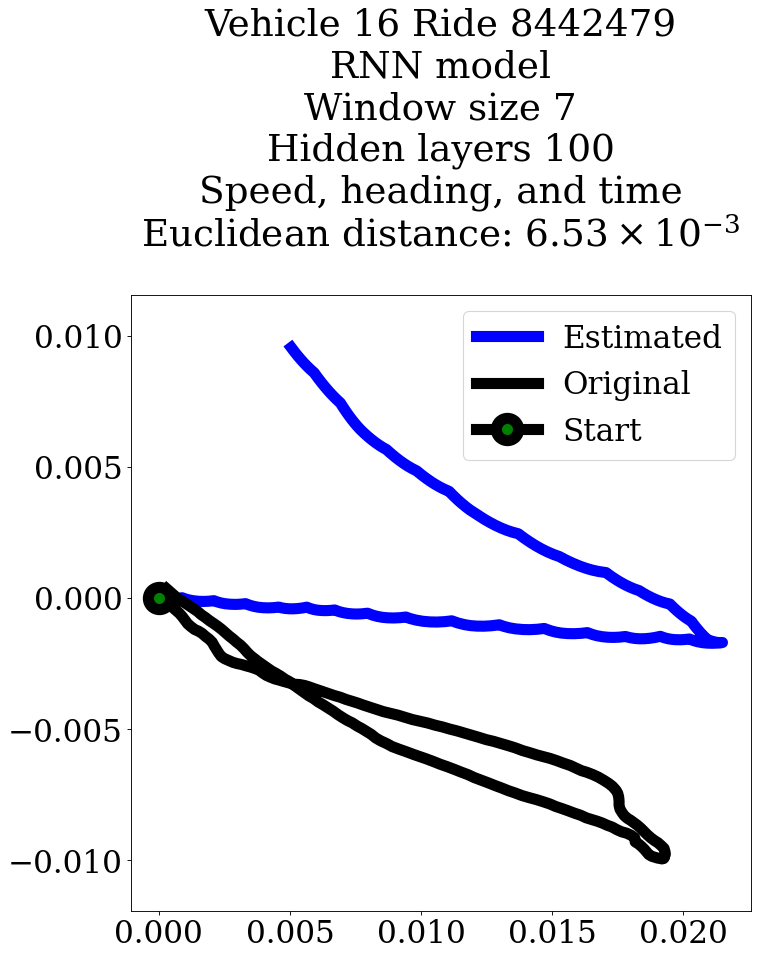 Vehicle 16 Ride 8442479
RNN model
Window size 7
Hidden layers 100
Speed, heading, and time
Euclidean distance: 6.53 × 10⁻³
Estimated
Original
Start
0.010
0.005
0.000
−0.005
−0.010
0.000 0.005 0.010 0.015 0.020